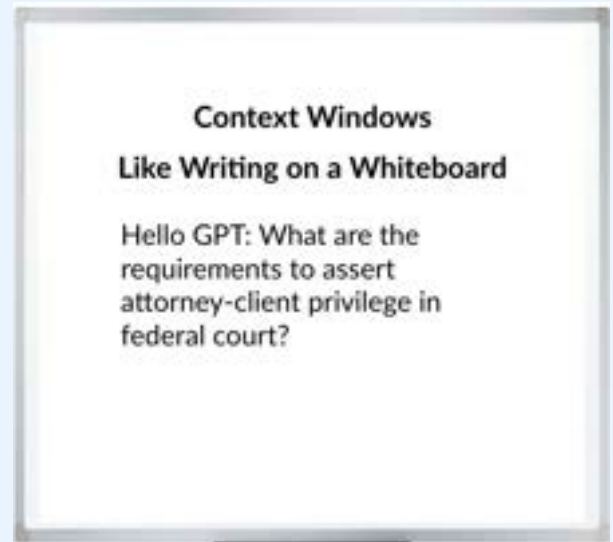 Context Windows
Like Writing on a Whiteboard
Hello GPT: What are the
requirements to assert
attorney-client privilege in
federal court?